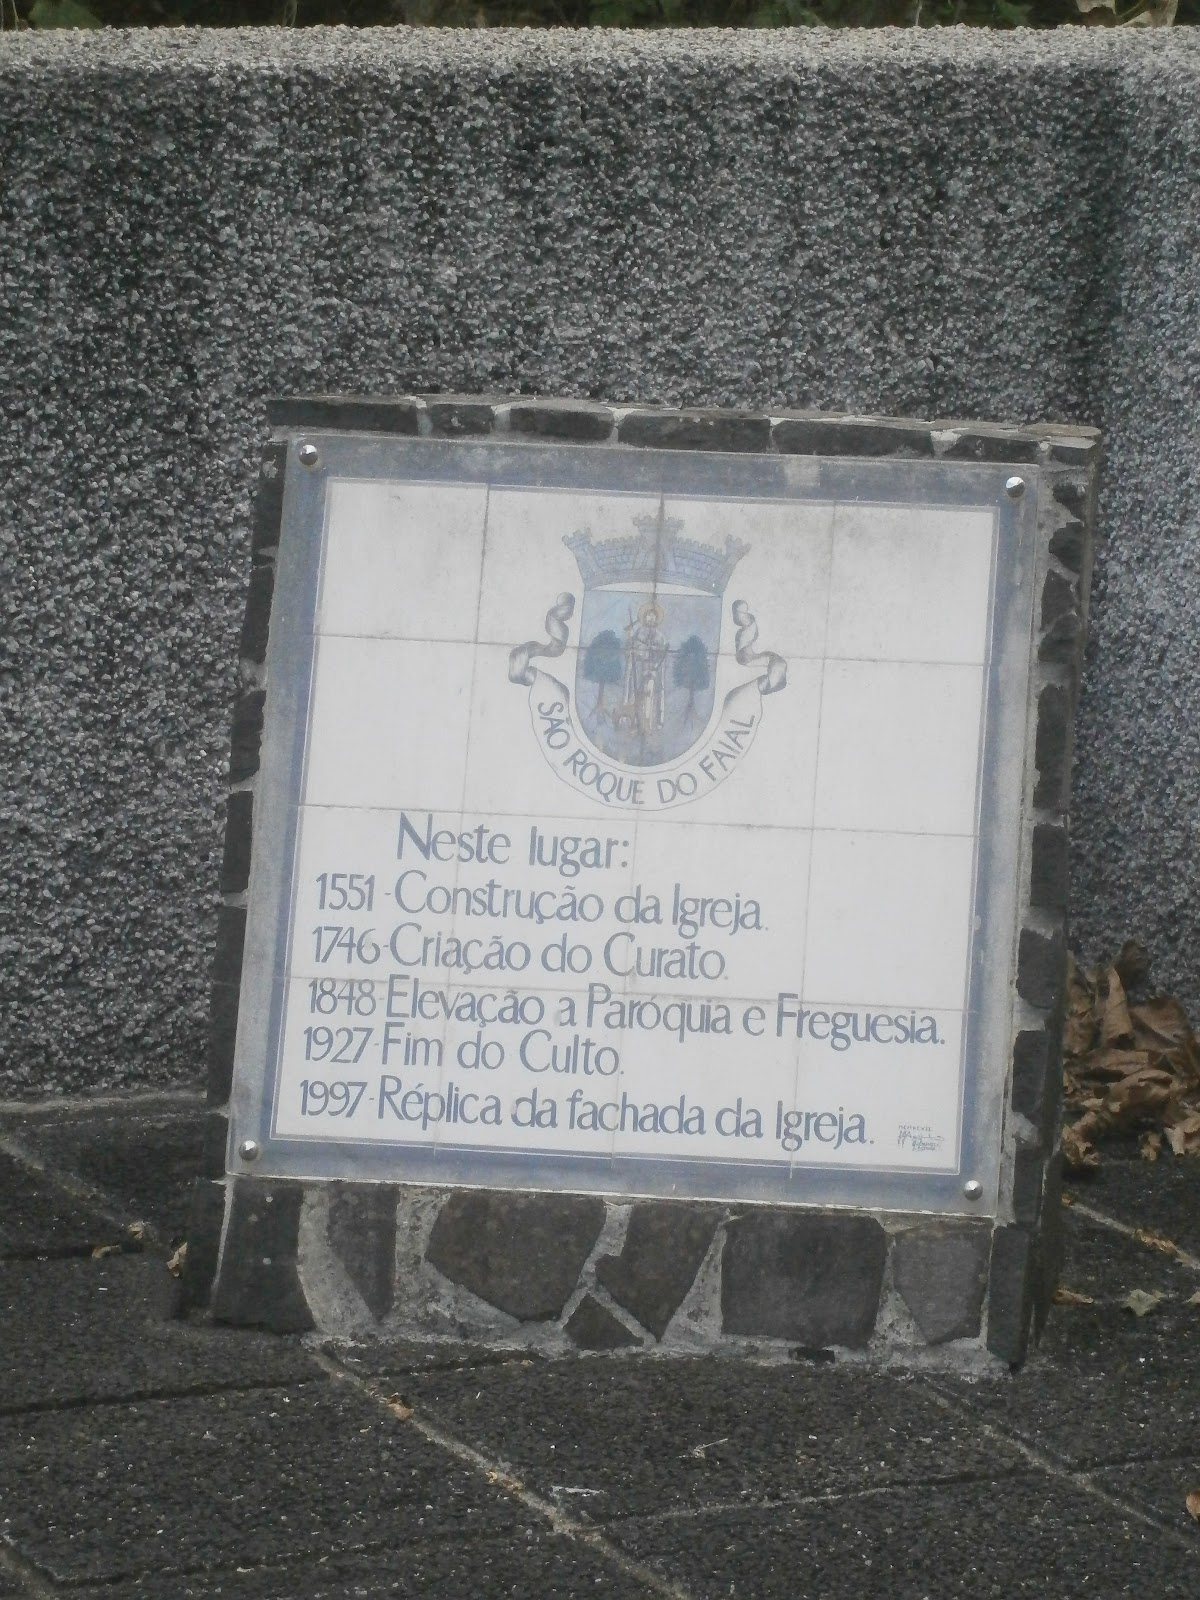 SÃO ROQUE DO FAIAL
Neste lugar:
1551-Construção da Igreja.
1746-Criação do Curato.
1848-Elevação a Paróquia e Freguesia.
1927-Fim do Culto.
1997-Réplica da fachada da Igreja.